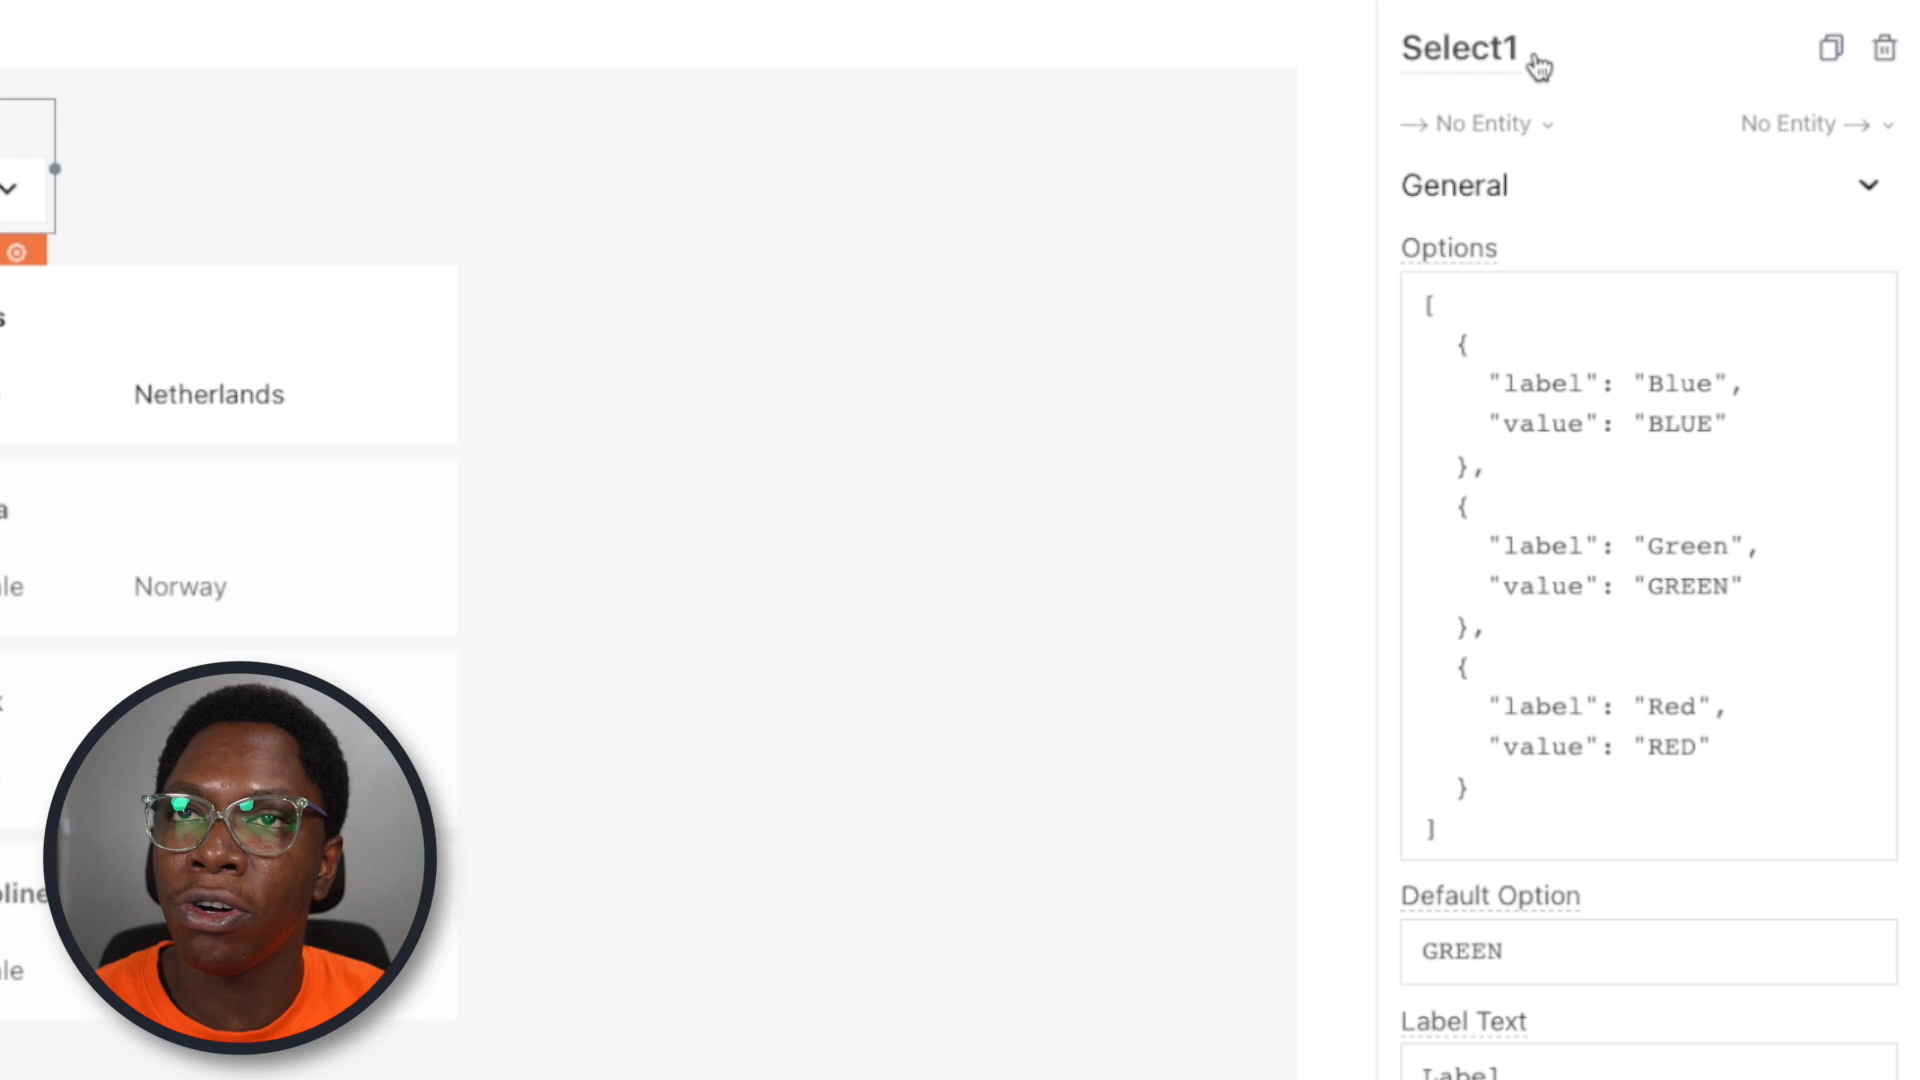 Select1
No Entity
No Entity
General
Options
[
{
"label": "Blue",
"value": "BLUE"
},
{
"label": "Green",
"value": "GREEN"
},
{
"label": "Red",
"value": "RED"
}
]
Default Option
GREEN
Label Text
Label
Netherlands
Norway